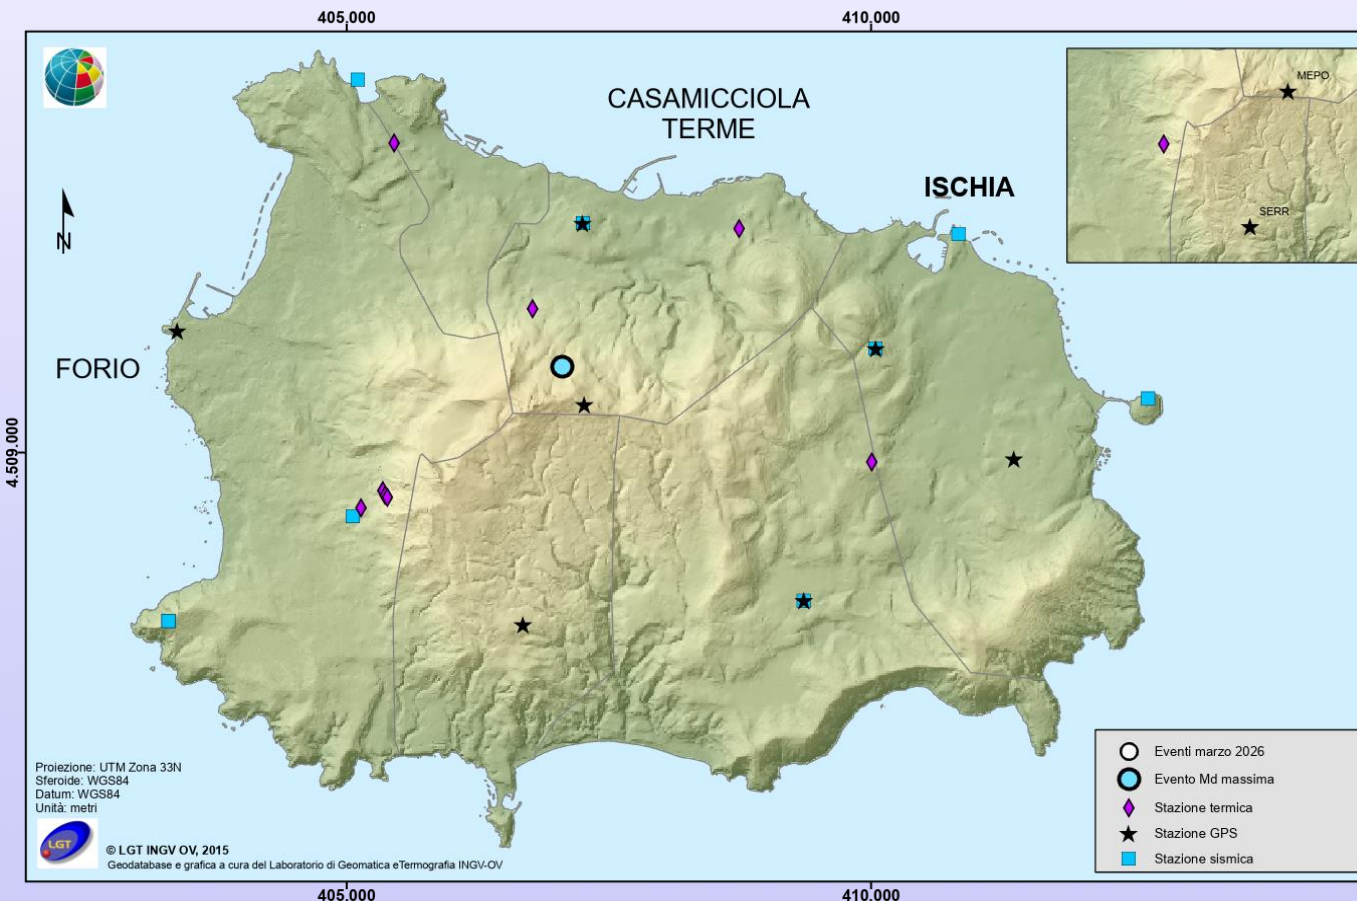 405.000
410.000
CASAMICCIOLA
TERME
MEPO
ISCHIA
SERR
N
FORIO
4.509.000
Eventi marzo 2026
Evento Md massima
Stazione termica
Stazione GPS
Stazione sismica
Proiezione: UTM Zona 33N
Sferoide: WGS84
Datum: WGS84
Unità: metri
LGT
© LGT INGV OV, 2015
Geodatabase e grafica a cura del Laboratorio di Geomatica eTermografia INGV-OV
405.000
410.000